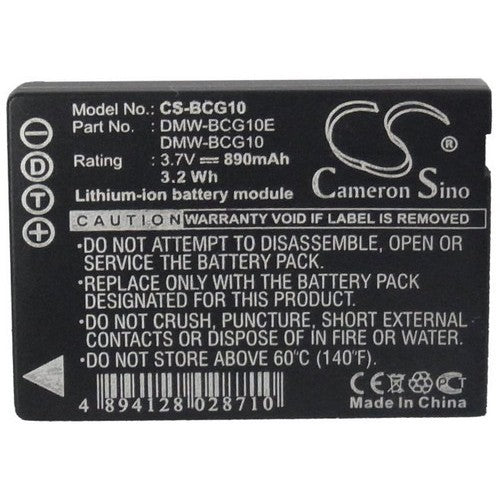 Model No.: CS-BCG10
Part No. : DMW-BCG10E
DMW-BCG10
Rating : 3.7V 890mAh
3.2 Wh
Lithium-ion battery module
CS
Cameron Sino
CAUTION WARRANTY VOID IF LABEL IS REMOVED
•DO NOT ATTEMPT TO DISASSEMBLE, OPEN OR SERVICE THE BATTERY PACK.
•REPLACE ONLY WITH BATTERY PACK DESIGNATED FOR YOUR PRODUCT.
•DO NOT CRUSH, PUNCTURE, SHORT EXTERNAL CONTACTS OR DISPOSE OF IN FIRE OR WATER.
•DO NOT STORE ABOVE 60°C (140°F)
4 894128 028710
CE
Made In China
+
T
−